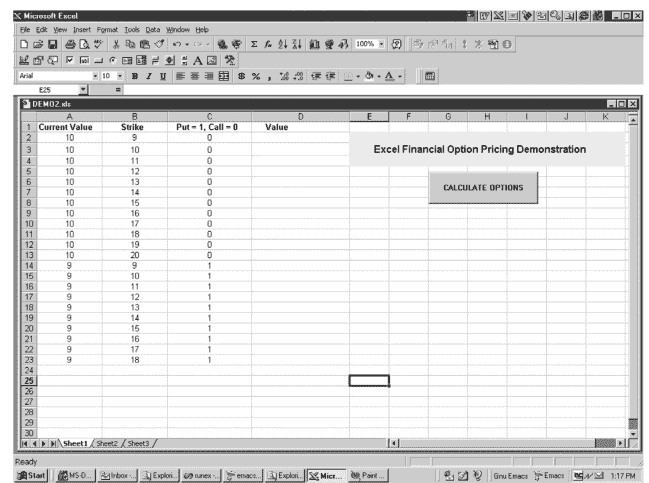 Microsoft Excel
File Edit View Insert Format Tools Data Window Help
100%
Arial 10 B I U $ % ,
E25 =
DEMO2.xls
A B C D E F G H I J K
1 Current Value Strike Put = 1, Call = 0 Value
2 10 9 0
3 10 10 0 Excel Financial Option Pricing Demonstration
4 10 11 0
5 10 12 0
6 10 13 0
7 10 14 0 CALCULATE OPTIONS
8 10 15 0
9 10 16 0
10 10 17 0
11 10 18 0
12 10 19 0
13 10 20 0
14 9 9 1
15 9 10 1
16 9 11 1
17 9 12 1
18 9 13 1
19 9 14 1
20 9 15 1
21 9 16 1
22 9 17 1
23 9 18 1
24
25
26
27
28
29
30
Sheet1 Sheet2 Sheet3
Ready
Start MS-D... Inbox -... Explori... runex -... emacs... Explori... Micr... Paint ... Gnu Emacs Emacs 1:17 PM